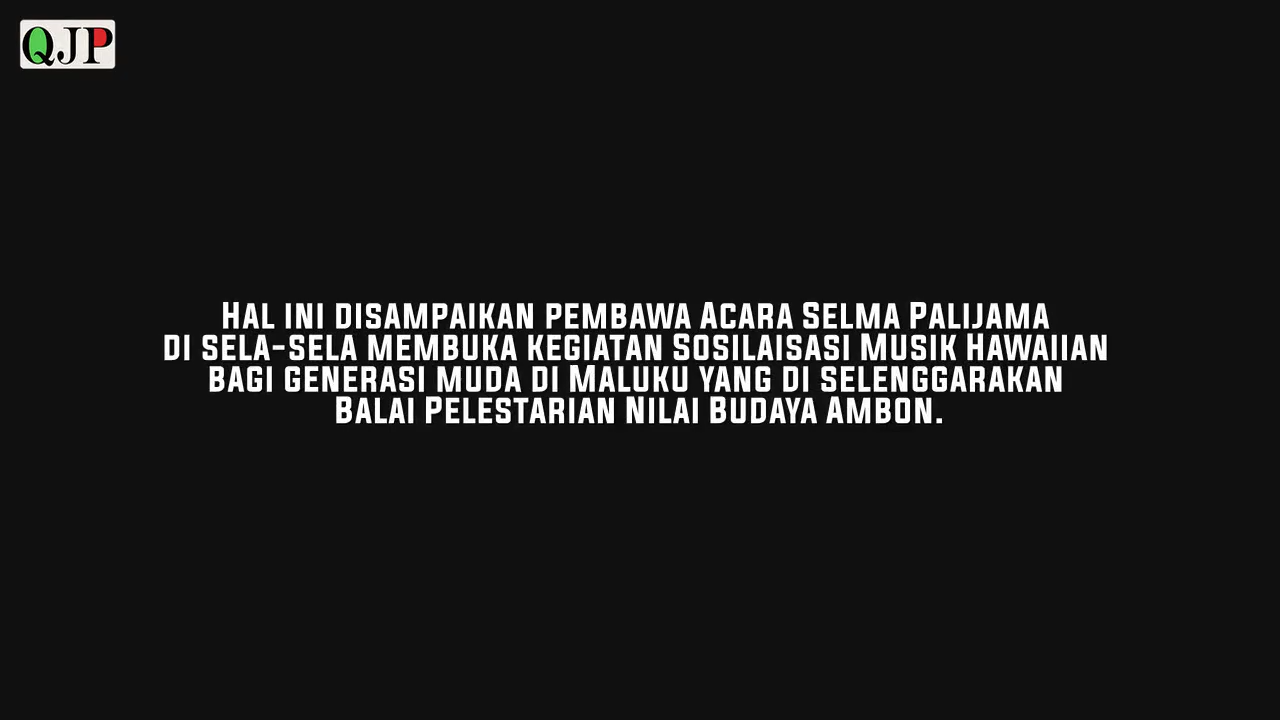 QJP
Hal ini disampaikan pembawa Acara Selma Palijama
di sela-sela membuka kegiatan Sosilaisasi Musik Hawaiian
bagi generasi muda di Maluku yang di selenggarakan
Balai Pelestarian Nilai Budaya Ambon.